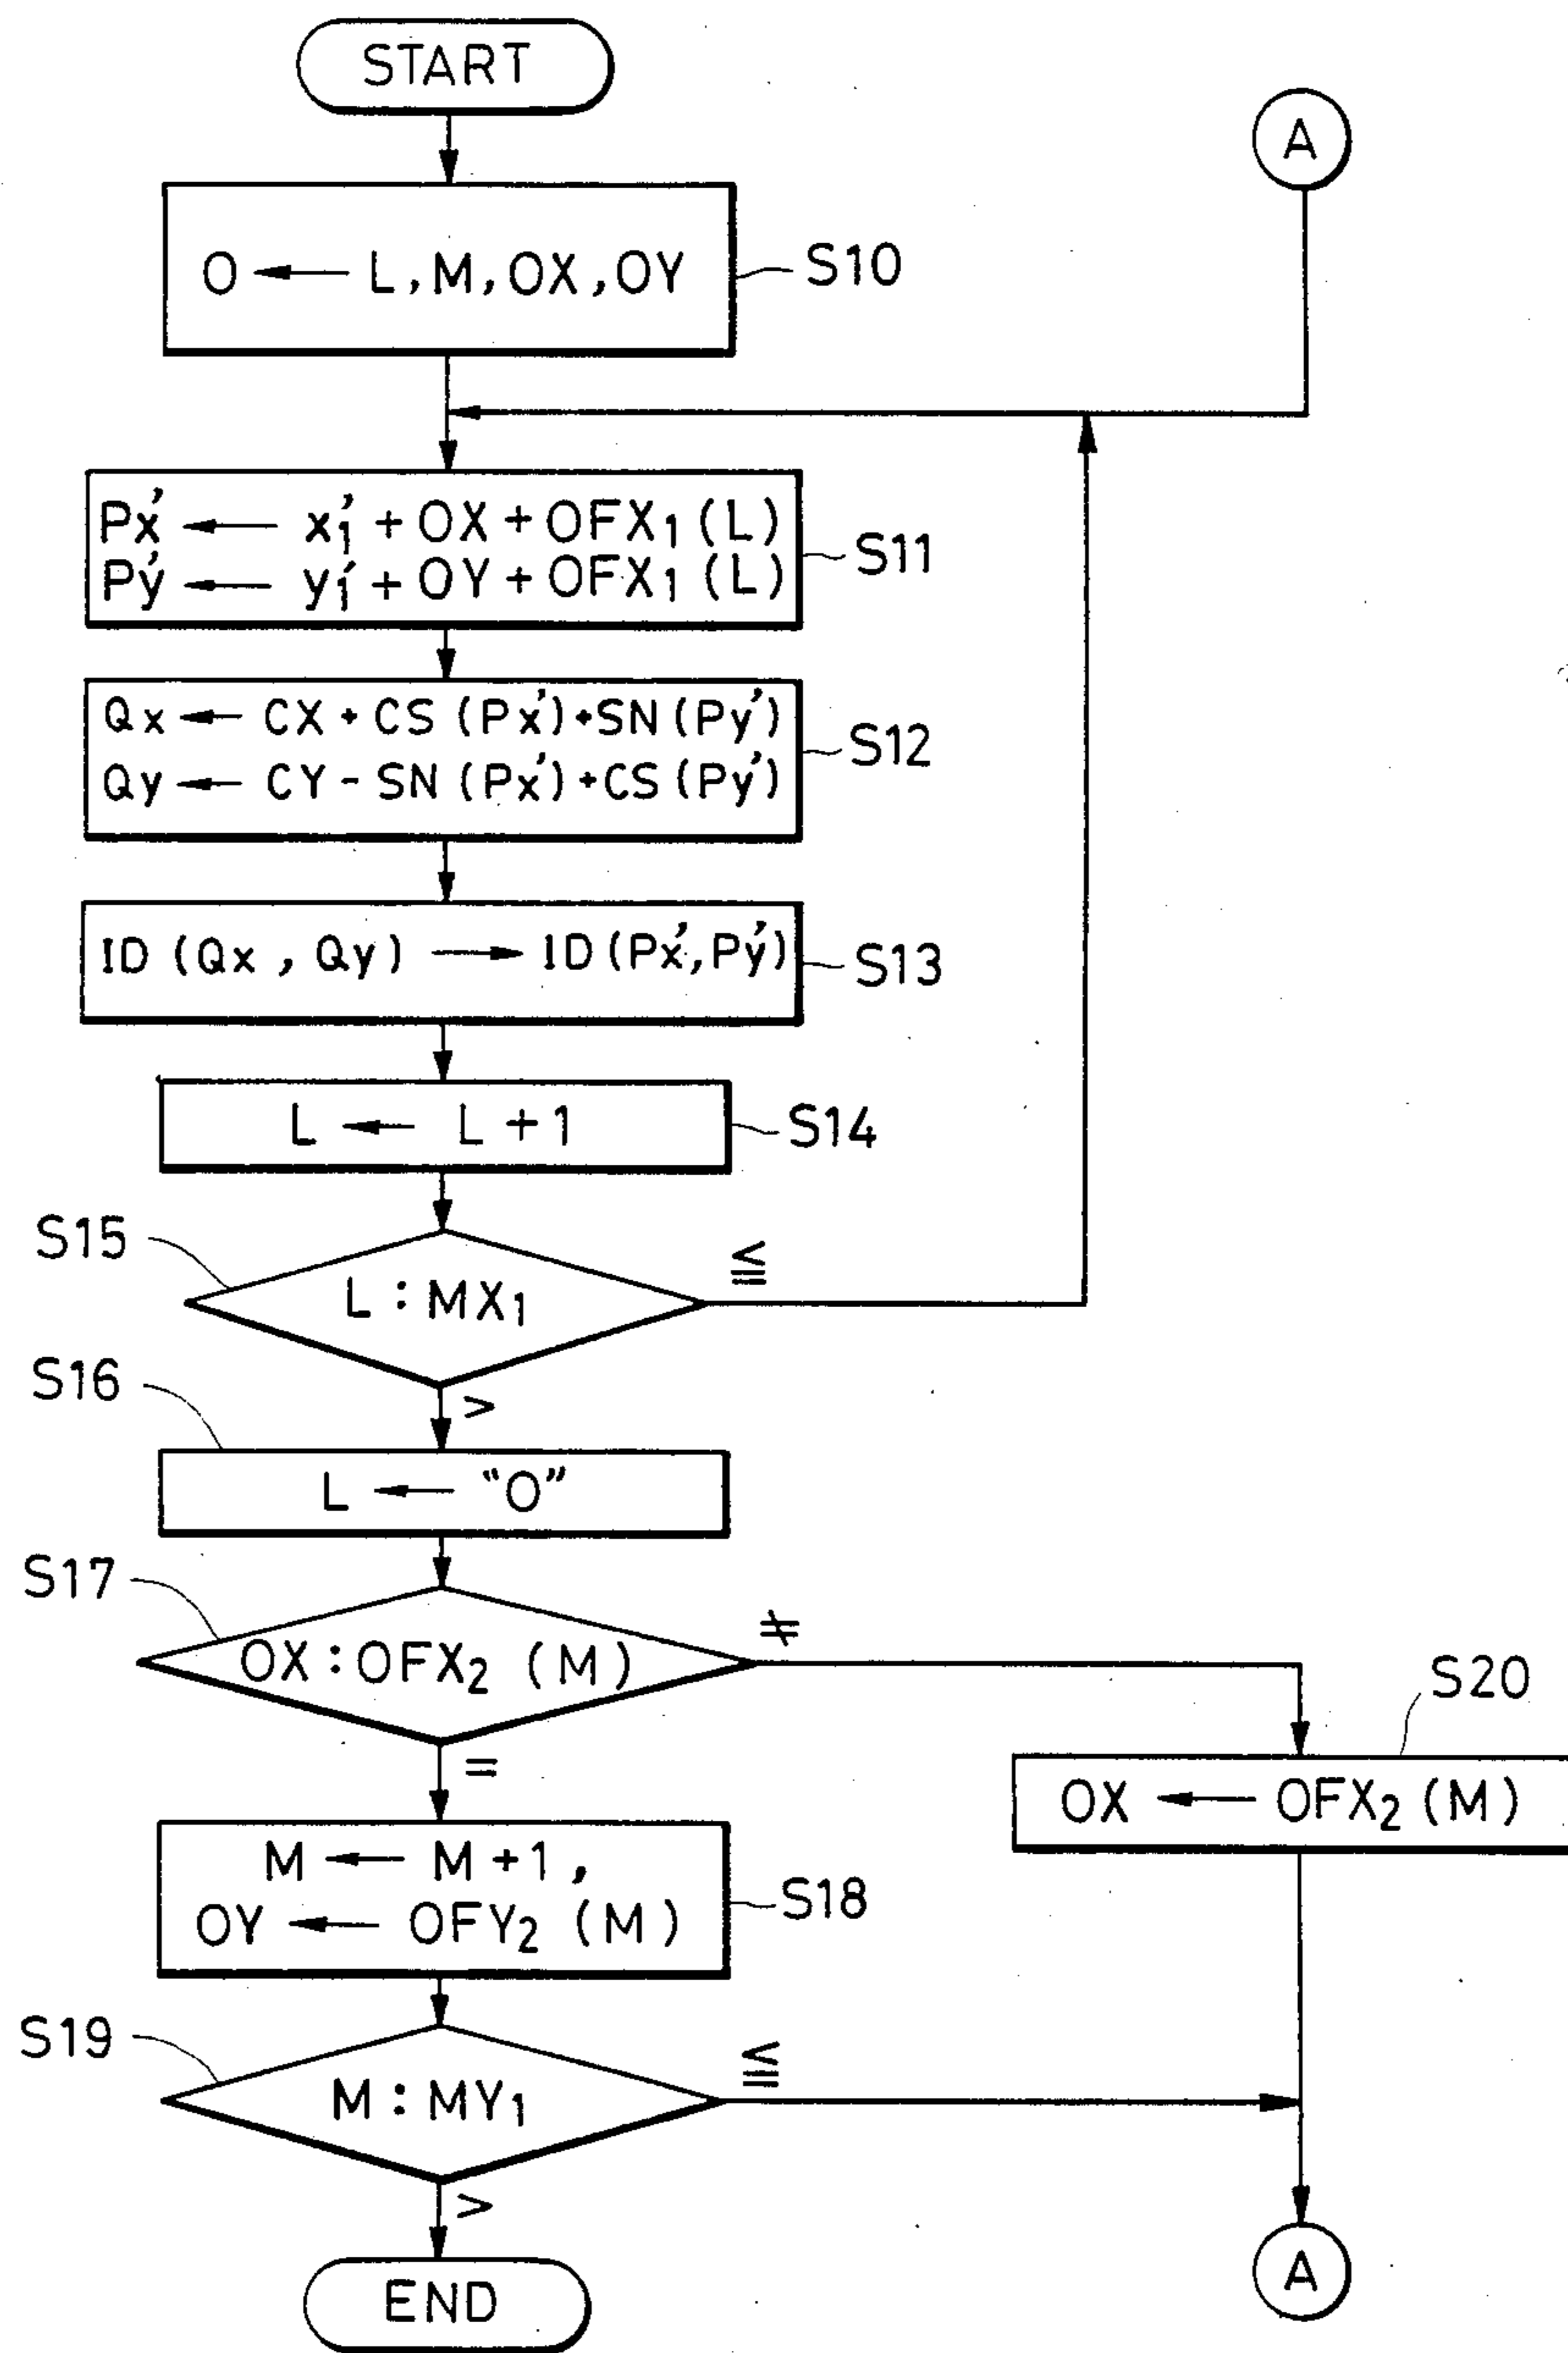 START
A
O ← L, M, OX, OY
S10
Px' ← x₁' + OX + OFX₁ (L)
Py' ← y₁' + OY + OFX₁ (L)
S11
Qx ← CX + CS (Px') + SN (Py')
Qy ← CY - SN (Px') + CS (Py')
S12
ID (Qx , Qy) → ID (Px', Py')
S13
L ← L + 1
S14
S15
L : MX₁
≦
>
S16
L ← "O"
S17
OX : OFX₂ (M)
≠
=
S20
OX ← OFX₂ (M)
M ← M + 1 ,
OY ← OFY₂ (M)
S18
S19
M : MY₁
≦
>
END
A